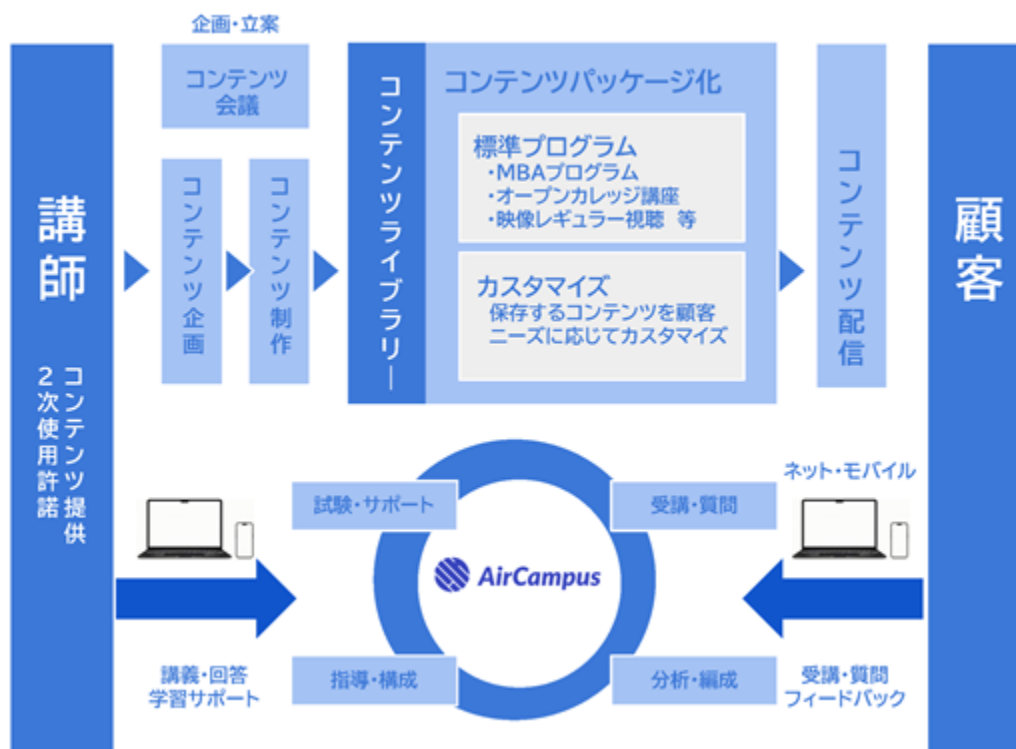 企画・立案
コンテンツ
会議
講師
コンテンツ提供
2次使用許諾
コンテンツ企画
コンテンツ制作
コンテンツライブラリー
コンテンツパッケージ化
標準プログラム
・MBAプログラム
・オープンカレッジ講座
・映像レギュラー視聴 等
カスタマイズ
保存するコンテンツを顧客
ニーズに応じてカスタマイズ
コンテンツ配信
顧客
ネット・モバイル
試験・サポート
受講・質問
AirCampus
講義・回答
学習サポート
指導・構成
分析・編成
受講・質問
フィードバック